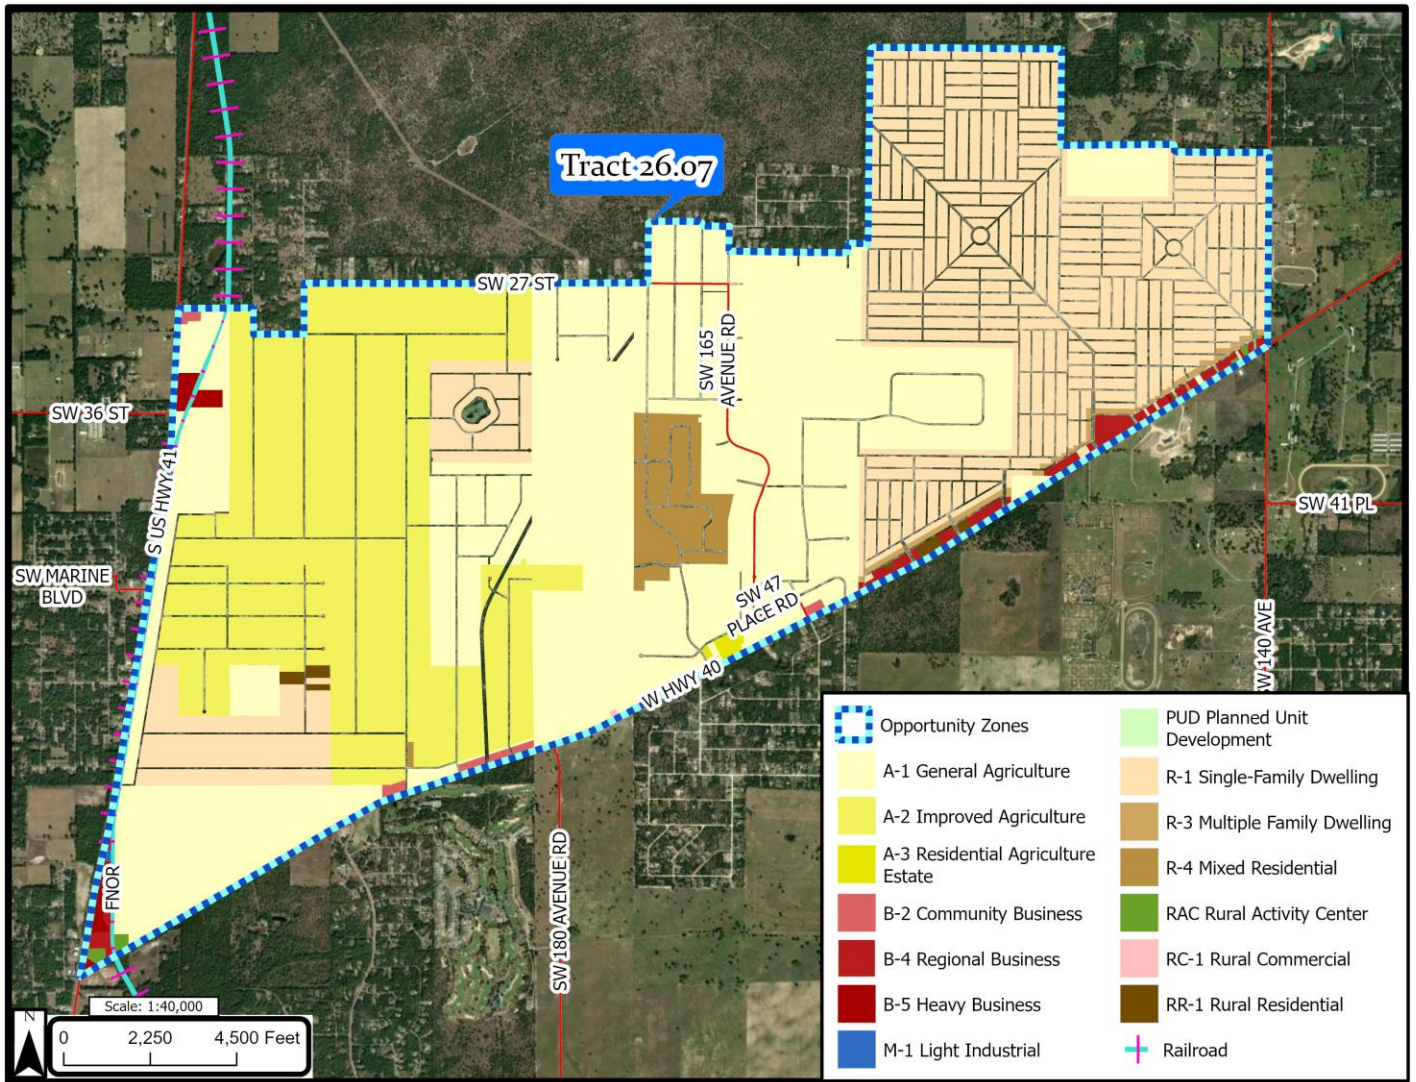 Tract 26.07
SW 27 ST
SW 165
AVENUE RD
SW 36 ST
S US HWY 41
SW 41 PL
SW MARINE
BLVD
SW 47
PLACE RD
SW 140 AVE
W HWY 40
FNOR
SW 180 AVENUE RD
Opportunity Zones
A-1 General Agriculture
A-2 Improved Agriculture
A-3 Residential Agriculture
Estate
B-2 Community Business
B-4 Regional Business
B-5 Heavy Business
M-1 Light Industrial
PUD Planned Unit
Development
R-1 Single-Family Dwelling
R-3 Multiple Family Dwelling
R-4 Mixed Residential
RAC Rural Activity Center
RC-1 Rural Commercial
RR-1 Rural Residential
Railroad
Scale: 1:40,000
N
0 2,250 4,500 Feet